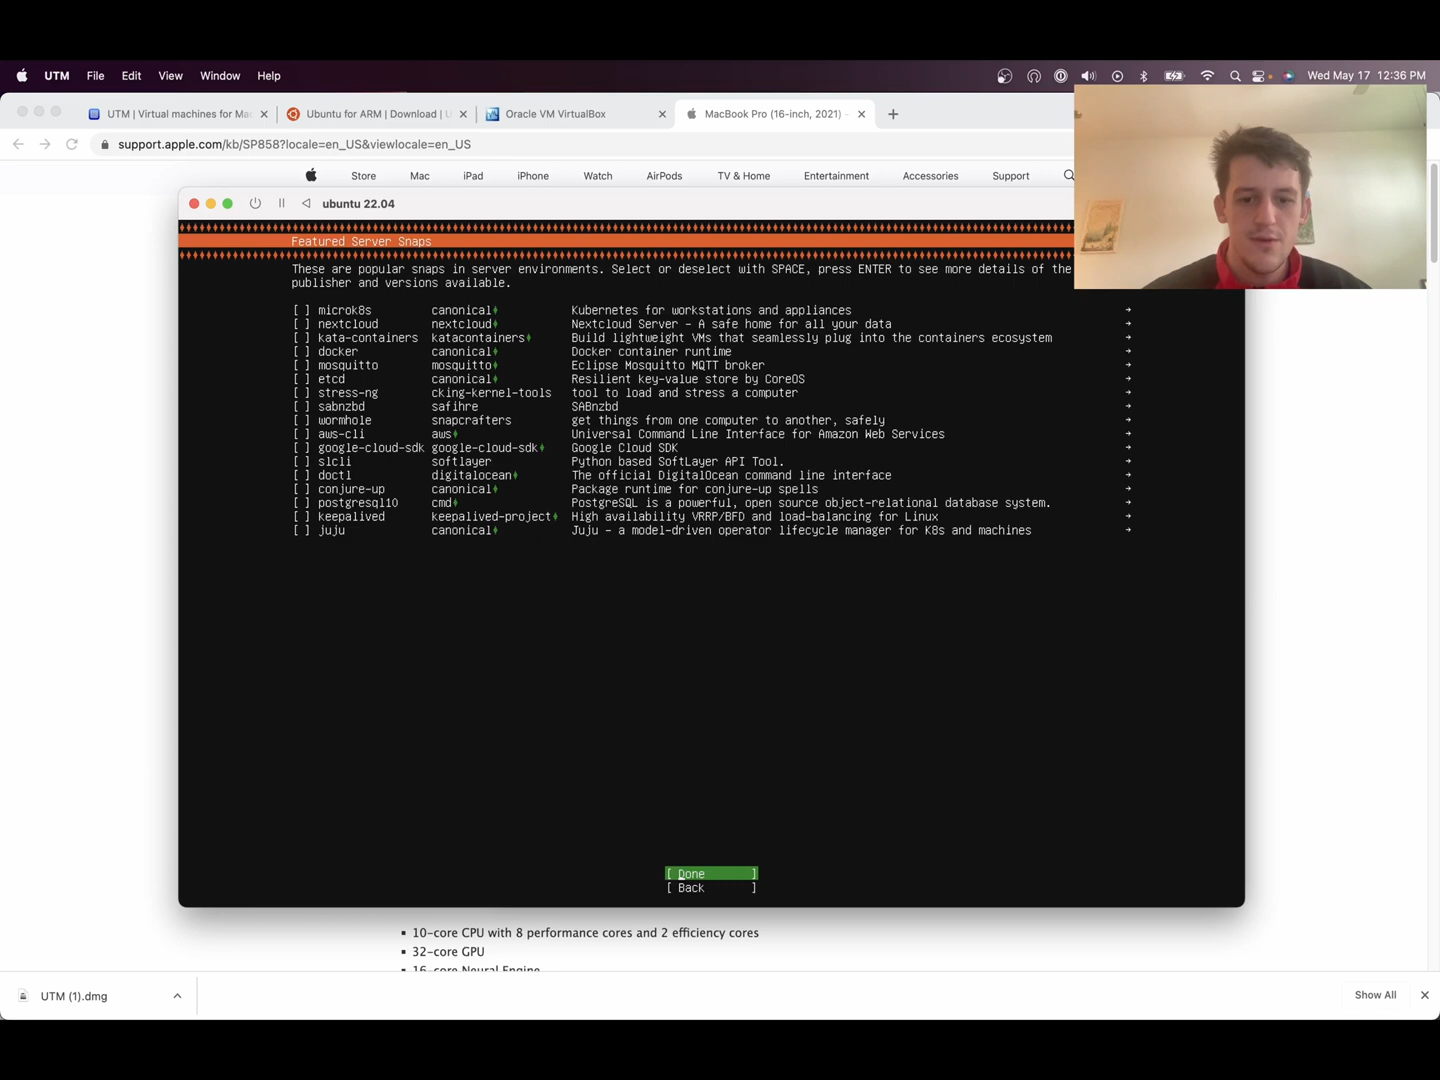 UTM File Edit View Window Help Wed May 17 12:36 PM
UTM | Virtual machines for Ma Ubuntu for ARM | Download | U Oracle VM VirtualBox MacBook Pro (16-inch, 2021) -
support.apple.com/kb/SP858?locale=en_US&viewlocale=en_US
Store Mac iPad iPhone Watch AirPods TV & Home Entertainment Accessories Support
ubuntu 22.04
Featured Server Snaps
These are popular snaps in server environments. Select or deselect with SPACE, press ENTER to see more details of the
publisher and versions available.
[ ] microk8s canonical♦ Kubernetes for workstations and appliances →
[ ] nextcloud nextcloud♦ Nextcloud Server - A safe home for all your data →
[ ] kata-containers katacontainers♦ Build lightweight VMs that seamlessly plug into the containers ecosystem →
[ ] docker canonical♦ Docker container runtime →
[ ] mosquitto mosquitto♦ Eclipse Mosquitto MQTT broker →
[ ] etcd canonical♦ Resilient key-value store by CoreOS →
[ ] stress-ng cking-kernel-tools tool to load and stress a computer →
[ ] sabnzbd safihre SABnzbd →
[ ] wormhole snapcrafters get things from one computer to another, safely →
[ ] aws-cli aws♦ Universal Command Line Interface for Amazon Web Services →
[ ] google-cloud-sdk google-cloud-sdk♦ Google Cloud SDK →
[ ] slcli softlayer Python based SoftLayer API Tool. →
[ ] doctl digitalocean♦ The official DigitalOcean command line interface →
[ ] conjure-up canonical♦ Package runtime for conjure-up spells →
[ ] postgresql10 cmd♦ PostgreSQL is a powerful, open source object-relational database system. →
[ ] keepalived keepalived-project♦ High availability VRRP/BFD and load-balancing for Linux →
[ ] juju canonical♦ Juju - a model-driven operator lifecycle manager for K8s and machines →
[ Done ]
[ Back ]
▪ 10-core CPU with 8 performance cores and 2 efficiency cores
▪ 32-core GPU
▪ 16-core Neural Engine
UTM (1).dmg Show All